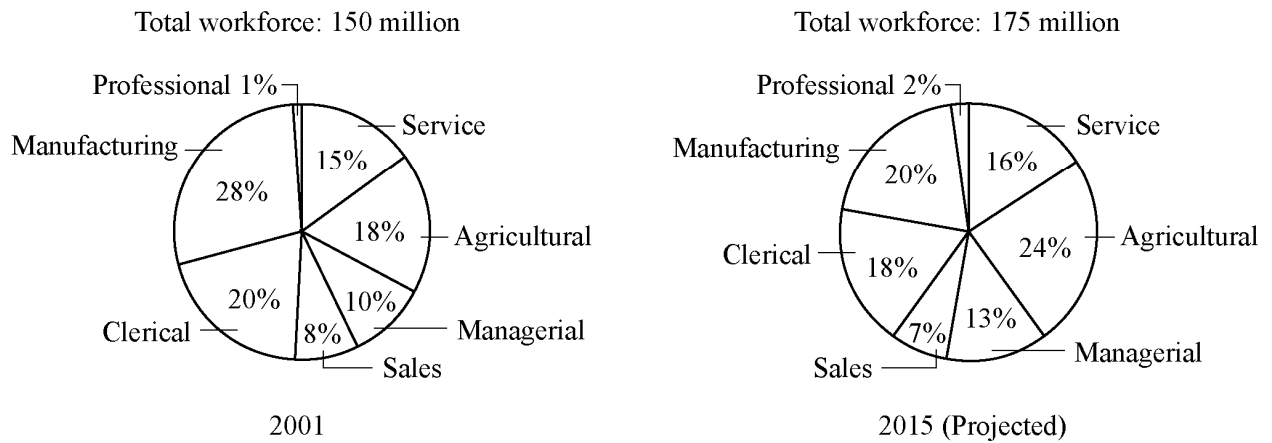 Total workforce: 150 million
Professional 1%
Service
Manufacturing
15%
28%
18%
Agricultural
20%
10%
Clerical
8%
Managerial
Sales
2001
Total workforce: 175 million
Professional 2%
Service
Manufacturing
20%
16%
Agricultural
24%
Clerical
18%
13%
7%
Managerial
Sales
2015 (Projected)